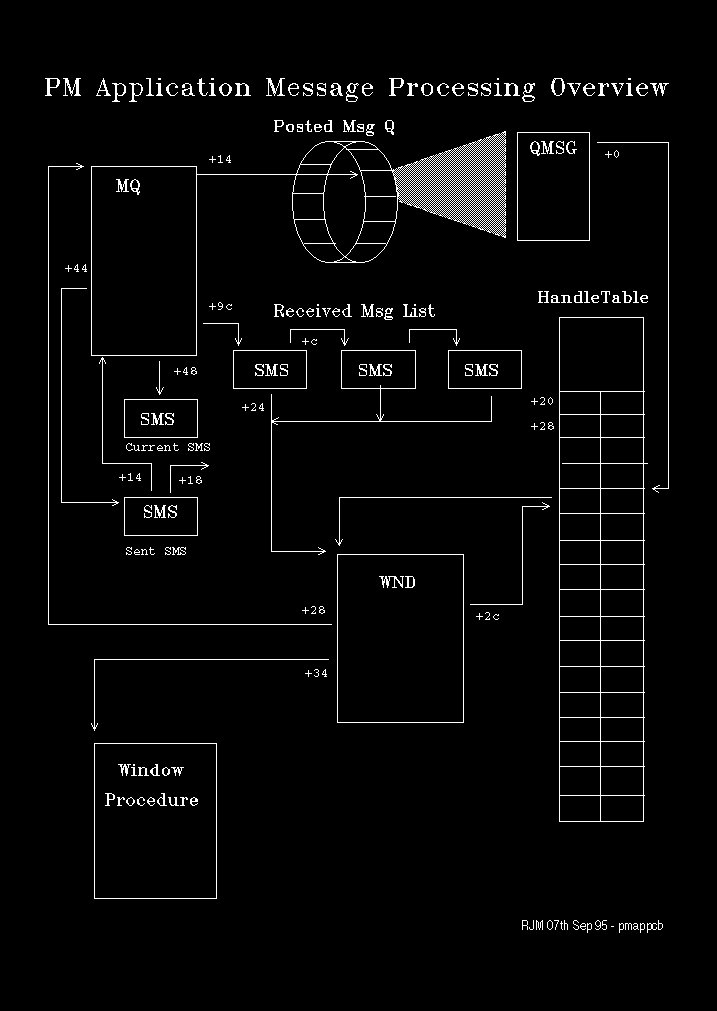 PM Application Message Processing Overview
Posted Msg Q
QMSG
+14
+0
MQ
+44
HandleTable
+9c
Received Msg List
+c
SMS
SMS
SMS
+48
+24
+20
+28
SMS
Current SMS
+14
+18
SMS
Sent SMS
WND
+28
+2c
+34
Window
Procedure
RJM 07th Sep 95 - pmappcb